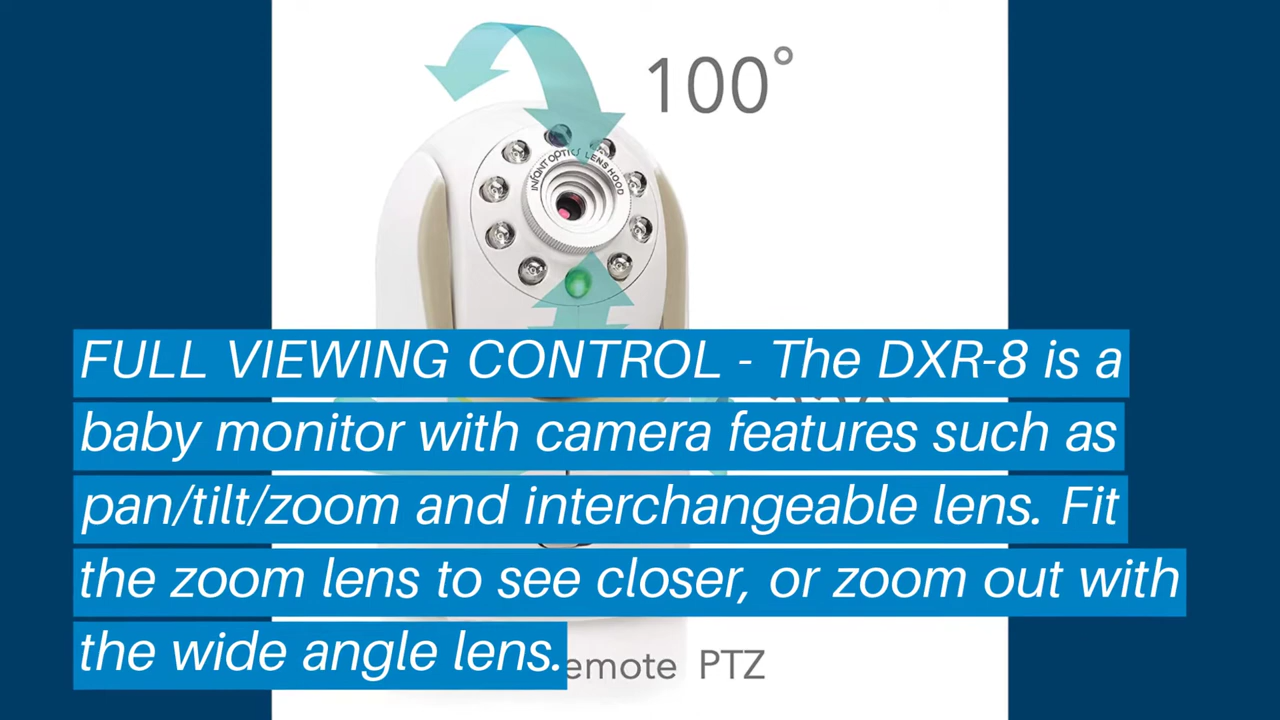 100°
INFANT OPTICS LENS HOOD
FULL VIEWING CONTROL - The DXR-8 is a
baby monitor with camera features such as
pan/tilt/zoom and interchangeable lens. Fit
the zoom lens to see closer, or zoom out with
the wide angle lens.
PTZ